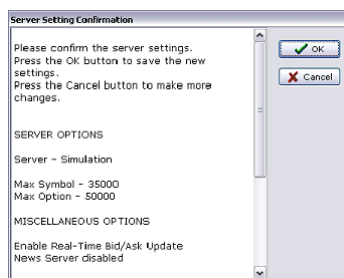 Server Setting Confirmation
Please confirm the server settings.
Press the OK button to save the new
settings.
Press the Cancel button to make more
changes.
SERVER OPTIONS
Server - Simulation
Max Symbol - 35000
Max Option - 50000
MISCELLANEOUS OPTIONS
Enable Real-Time Bid/Ask Update
News Server disabled
OK
Cancel